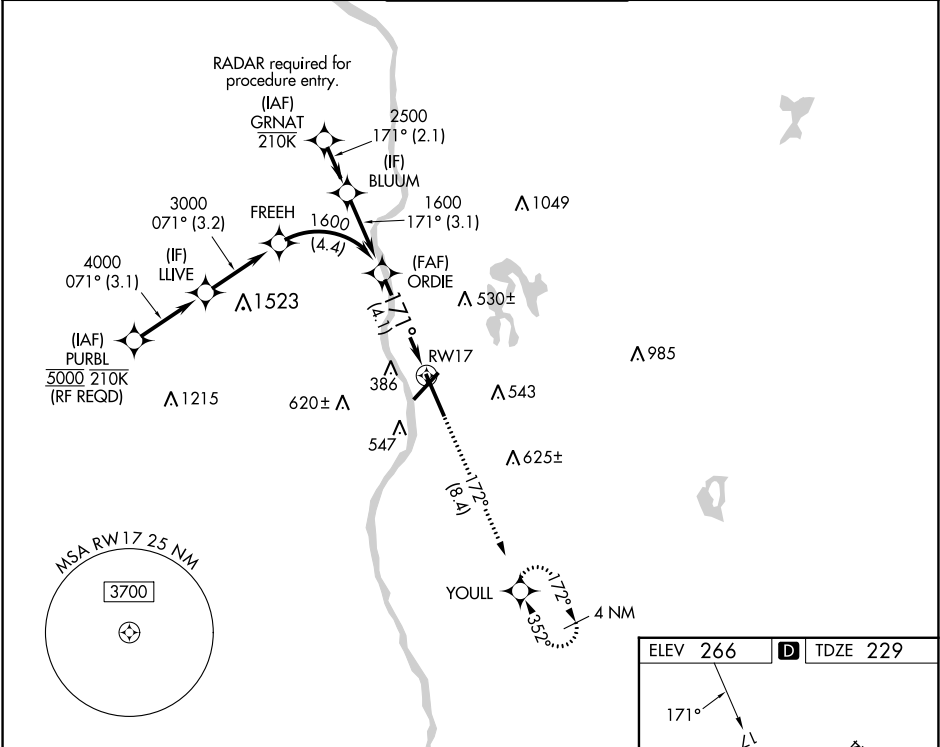 RADAR required for
procedure entry.
(IAF)
GRNAT
210K
2500
171° (2.1)
(IF)
BLUUM
1600
171° (3.1)
1049
3000
071° (3.2)
FREEH
1600
(4.4)
4000
071° (3.1)
(IF)
LLIVE
(FAF)
ORDIE
1523
530±
171°
(4.1)
(IAF)
PURBL
5000 210K
(RF REQD)
RW17
985
386
1215
620±
543
547
625±
172°
(8.4)
MSA RW17 25 NM
3700
YOULL
172°
352°
4 NM
ELEV 266 D TDZE 229
171°
17